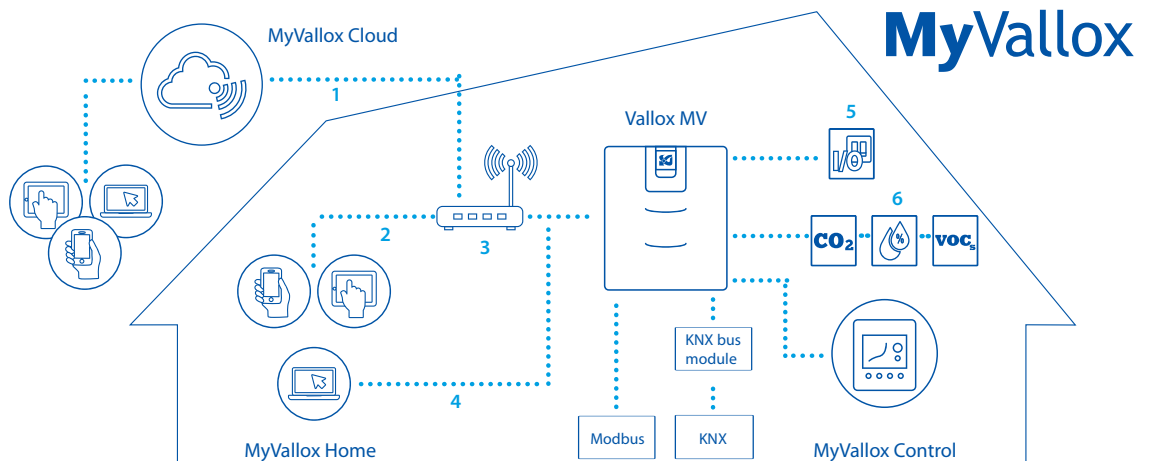 MyVallox
MyVallox Cloud
1
Vallox MV
5
I/O
2
3
6
CO₂
%
VOCs
KNX bus
module
4
Modbus
KNX
MyVallox Home
MyVallox Control